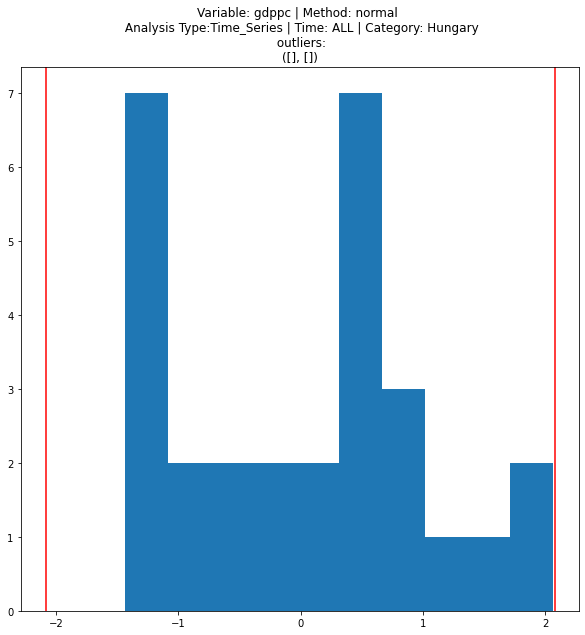 Variable: gdppc | Method: normal
Analysis Type:Time_Series | Time: ALL | Category: Hungary
outliers:
([], [])
7
6
5
4
3
2
1
0
−2 −1 0 1 2